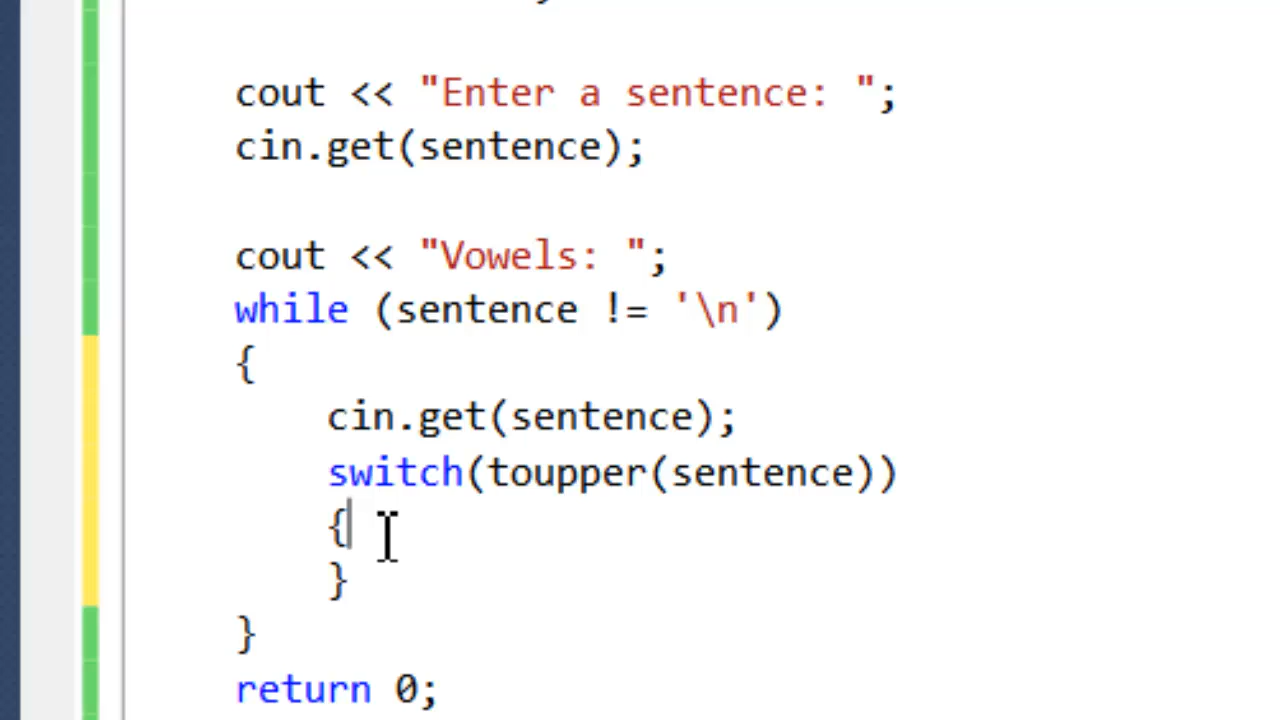 cout << "Enter a sentence: ";
cin.get(sentence);
cout << "Vowels: ";
while (sentence != '\n')
{
cin.get(sentence);
switch(toupper(sentence))
{
}
}
return 0;